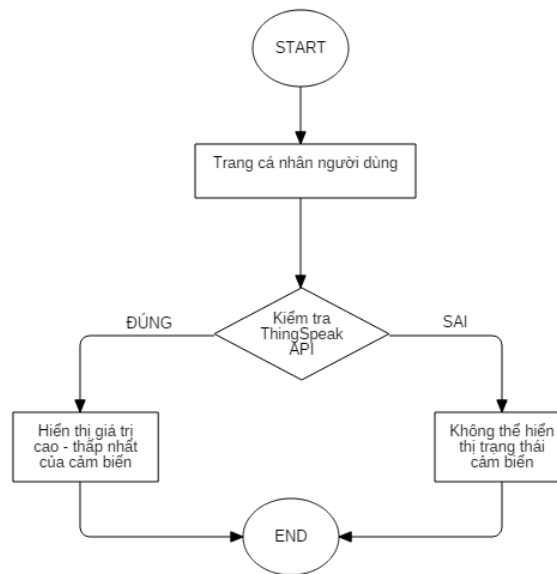 START
Trang cá nhân người dùng
Kiểm tra
ThingSpeak
API
ĐÚNG
SAI
Hiển thị giá trị
cao - thấp nhất
của cảm biến
Không thể hiển
thị trạng thái
cảm biến
END